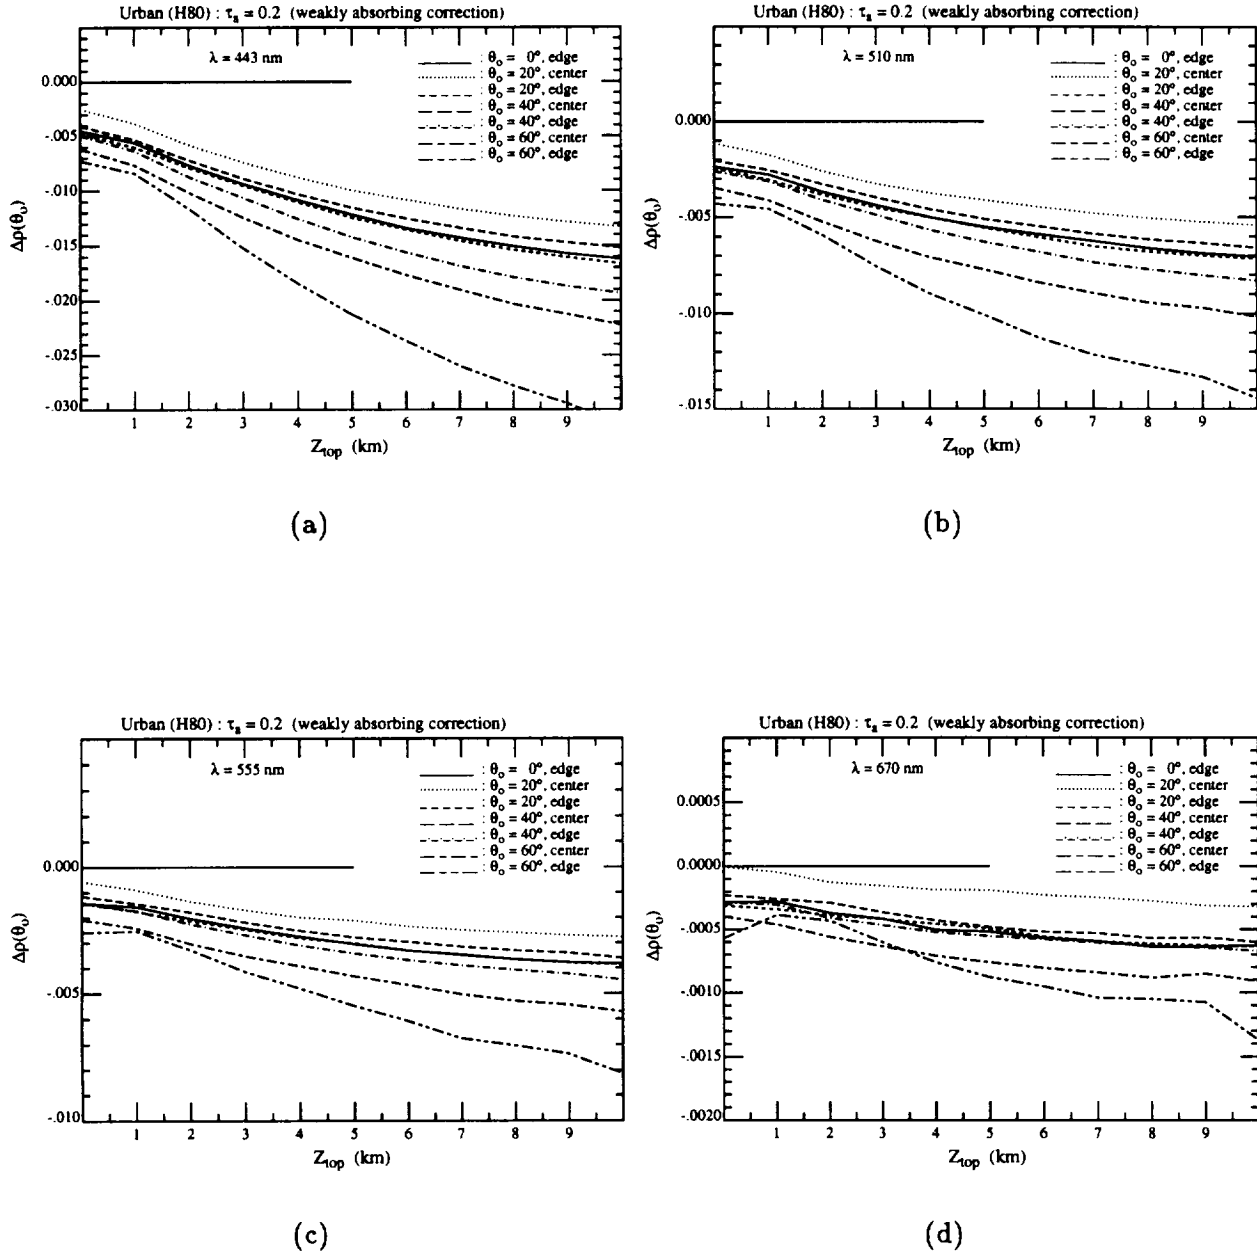 Urban (H80) : τa = 0.2 (weakly absorbing correction)
λ = 443 nm
: θo = 0°, edge
: θo = 20°, center
: θo = 20°, edge
: θo = 40°, center
: θo = 40°, edge
: θo = 60°, center
: θo = 60°, edge
0.000
-.005
-.010
-.015
-.020
-.025
-.030
Δρ(θo)
1 2 3 4 5 6 7 8 9
Ztop (km)
(a)
Urban (H80) : τa = 0.2 (weakly absorbing correction)
λ = 510 nm
: θo = 0°, edge
: θo = 20°, center
: θo = 20°, edge
: θo = 40°, center
: θo = 40°, edge
: θo = 60°, center
: θo = 60°, edge
0.000
-.005
-.010
-.015
Δρ(θo)
1 2 3 4 5 6 7 8 9
Ztop (km)
(b)
Urban (H80) : τa = 0.2 (weakly absorbing correction)
λ = 555 nm
: θo = 0°, edge
: θo = 20°, center
: θo = 20°, edge
: θo = 40°, center
: θo = 40°, edge
: θo = 60°, center
: θo = 60°, edge
0.000
-.005
-.010
Δρ(θo)
1 2 3 4 5 6 7 8 9
Ztop (km)
(c)
Urban (H80) : τa = 0.2 (weakly absorbing correction)
λ = 670 nm
: θo = 0°, edge
: θo = 20°, center
: θo = 20°, edge
: θo = 40°, center
: θo = 40°, edge
: θo = 60°, center
: θo = 60°, edge
0.0005
0.0000
-.0005
-.0010
-.0015
-.0020
Δρ(θo)
1 2 3 4 5 6 7 8 9
Ztop (km)
(d)